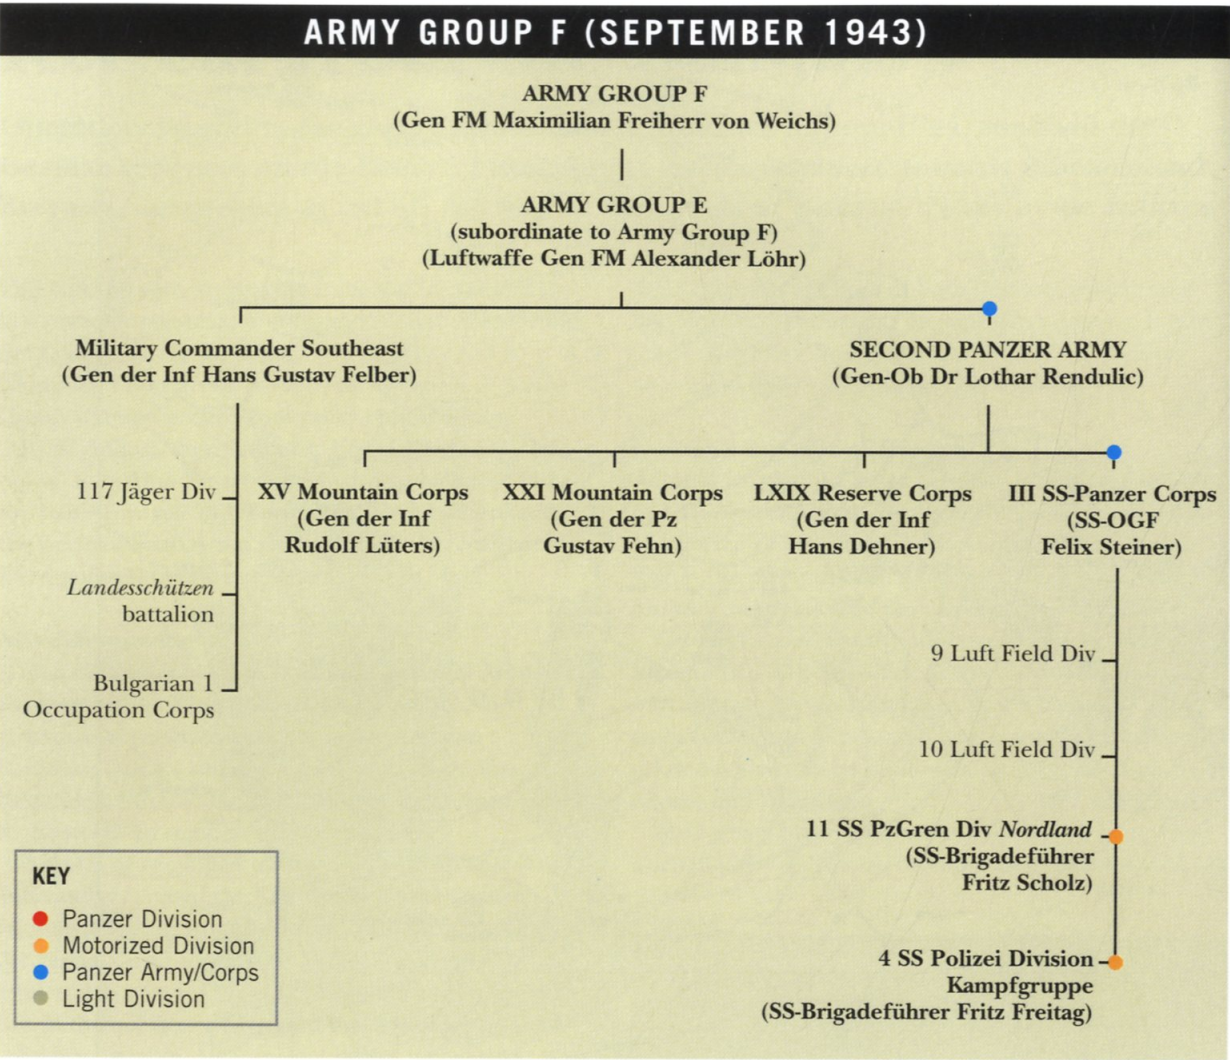 ARMY GROUP F (SEPTEMBER 1943)
ARMY GROUP F
(Gen FM Maximilian Freiherr von Weichs)
ARMY GROUP E
(subordinate to Army Group F)
(Luftwaffe Gen FM Alexander Löhr)
Military Commander Southeast
(Gen der Inf Hans Gustav Felber)
SECOND PANZER ARMY
(Gen-Ob Dr Lothar Rendulic)
117 Jäger Div
Landesschützen
battalion
Bulgarian 1
Occupation Corps
XV Mountain Corps
(Gen der Inf
Rudolf Lüters)
XXI Mountain Corps
(Gen der Pz
Gustav Fehn)
LXIX Reserve Corps
(Gen der Inf
Hans Dehner)
III SS-Panzer Corps
(SS-OGF
Felix Steiner)
9 Luft Field Div
10 Luft Field Div
11 SS PzGren Div Nordland
(SS-Brigadeführer
Fritz Scholz)
4 SS Polizei Division
Kampfgruppe
(SS-Brigadeführer Fritz Freitag)
KEY
Panzer Division
Motorized Division
Panzer Army/Corps
Light Division